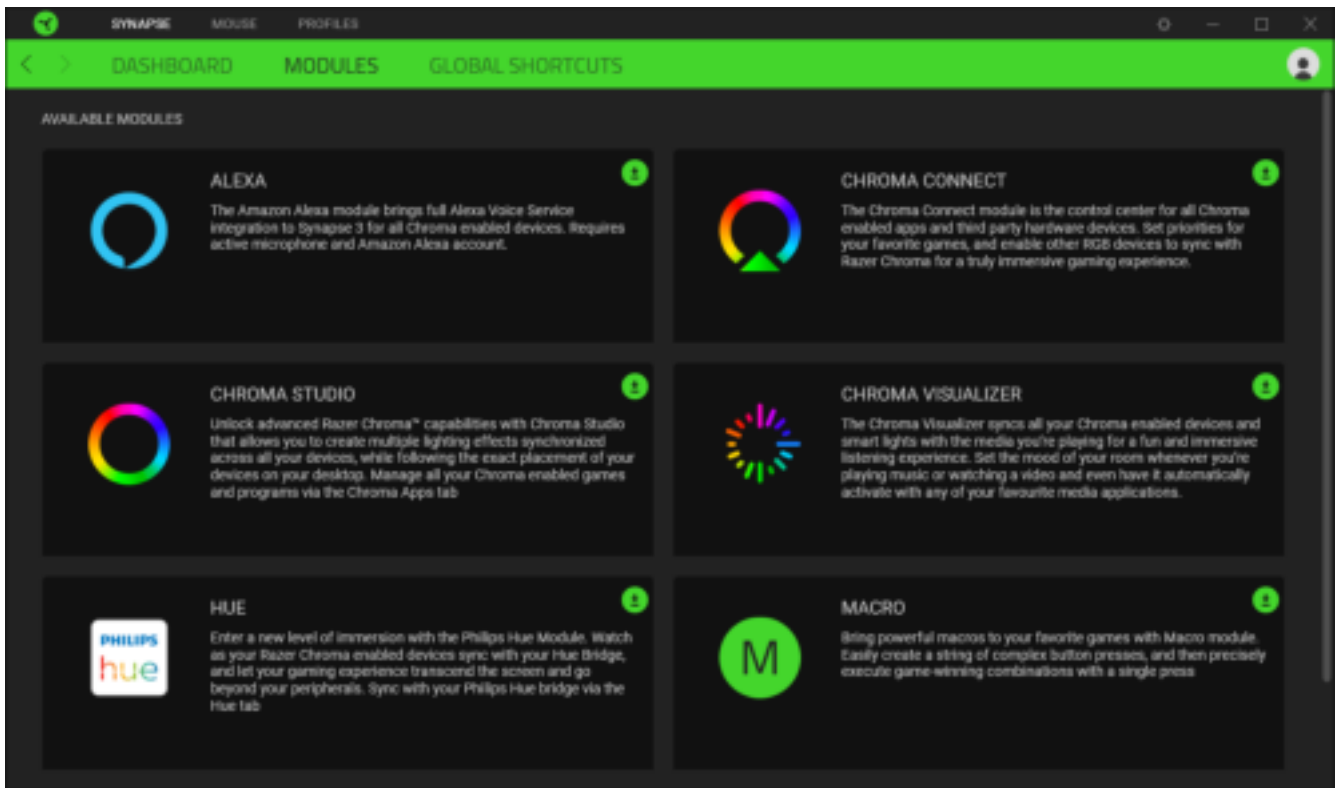 SYNAPSE MOUSE PROFILES
DASHBOARD MODULES GLOBAL SHORTCUTS
AVAILABLE MODULES
ALEXA
The Amazon Alexa module brings full Alexa Voice Service
integration to Synapse 3 for all Chroma enabled devices. Requires
active microphone and Amazon Alexa account.
CHROMA CONNECT
The Chroma Connect module is the control center for all Chroma
enabled apps and third party hardware devices. Set priorities for
your favorite games, and enable other RGB devices to sync with
Razer Chroma for a truly immersive gaming experience.
CHROMA STUDIO
Unlock advanced Razer Chroma™ capabilities with Chroma Studio
that allows you to create multiple lighting effects synchronized
across all your devices, while following the exact placement of your
devices on your desktop. Manage all your Chroma enabled games
and programs via the Chroma Apps tab
CHROMA VISUALIZER
The Chroma Visualizer syncs all your Chroma enabled devices and
smart lights with the media you're playing for a fun and immersive
listening experience. Set the mood of your room whenever you're
playing music or watching a video and even have it automatically
activate with any of your favourite media applications.
PHILIPS
hue
HUE
Enter a new level of immersion with the Philips Hue Module. Watch
as your Razer Chroma enabled devices sync with your Hue Bridge,
and let your gaming experience transcend the screen and go
beyond your peripherals. Sync with your Philips Hue bridge via the
Hue tab
M
MACRO
Bring powerful macros to your favorite games with Macro module.
Easily create a string of complex button presses, and then precisely
execute game-winning combinations with a single press